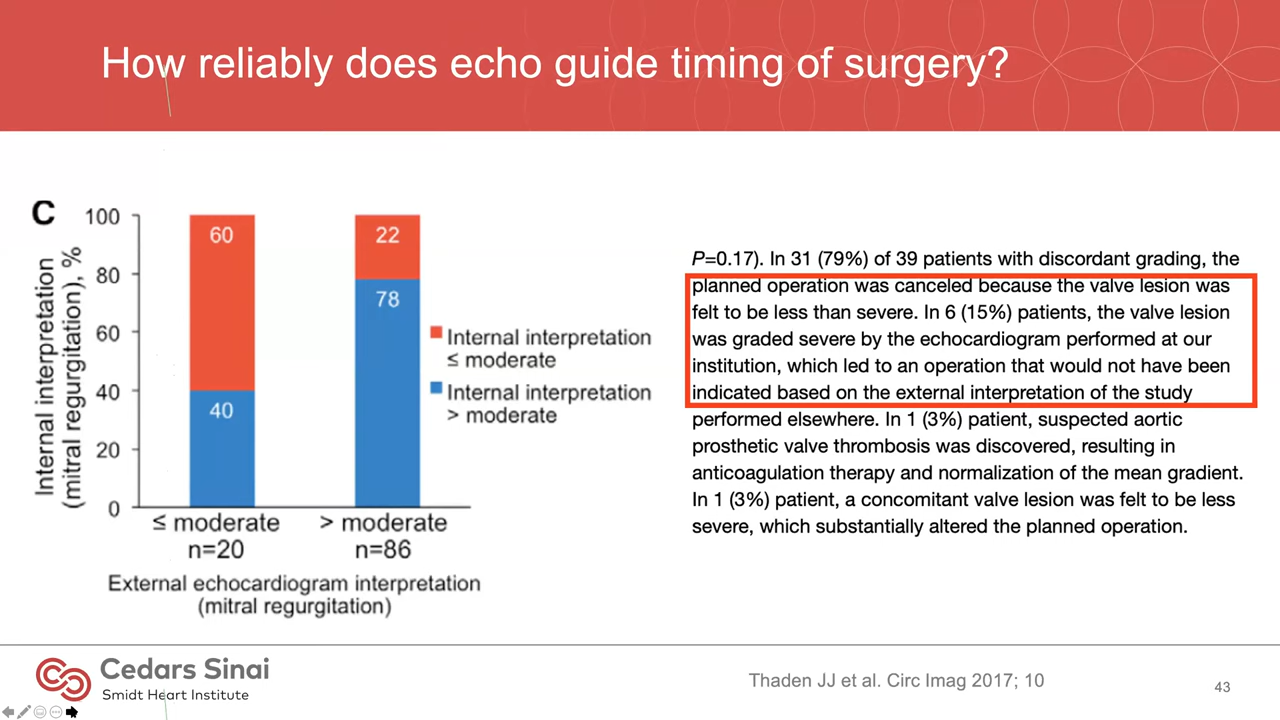 How reliably does echo guide timing of surgery?
C
Internal interpretation
(mitral regurgitation), %
100
80
60
40
20
0
60
40
22
78
Internal interpretation
≤ moderate
Internal interpretation
> moderate
≤ moderate
n=20
> moderate
n=86
External echocardiogram interpretation
(mitral regurgitation)
P=0.17). In 31 (79%) of 39 patients with discordant grading, the
planned operation was canceled because the valve lesion was
felt to be less than severe. In 6 (15%) patients, the valve lesion
was graded severe by the echocardiogram performed at our
institution, which led to an operation that would not have been
indicated based on the external interpretation of the study
performed elsewhere. In 1 (3%) patient, suspected aortic
prosthetic valve thrombosis was discovered, resulting in
anticoagulation therapy and normalization of the mean gradient.
In 1 (3%) patient, a concomitant valve lesion was felt to be less
severe, which substantially altered the planned operation.
Cedars Sinai
Smidt Heart Institute
Thaden JJ et al. Circ Imag 2017; 10
43